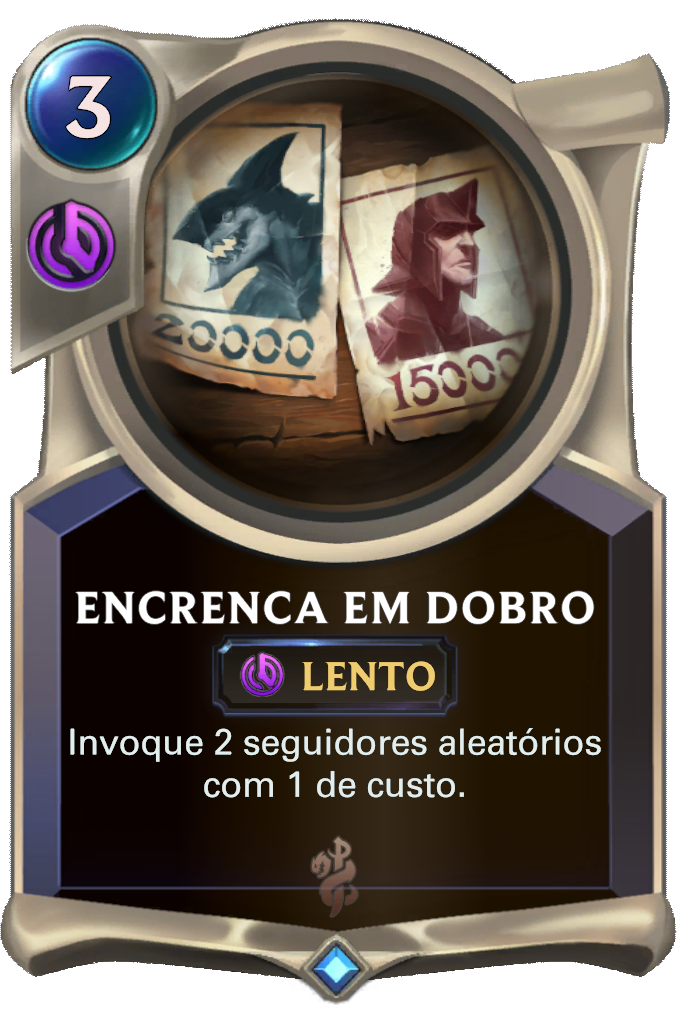 3
20000
15000
ENCRENCA EM DOBRO
LENTO
Invoque 2 seguidores aleatórios
com 1 de custo.